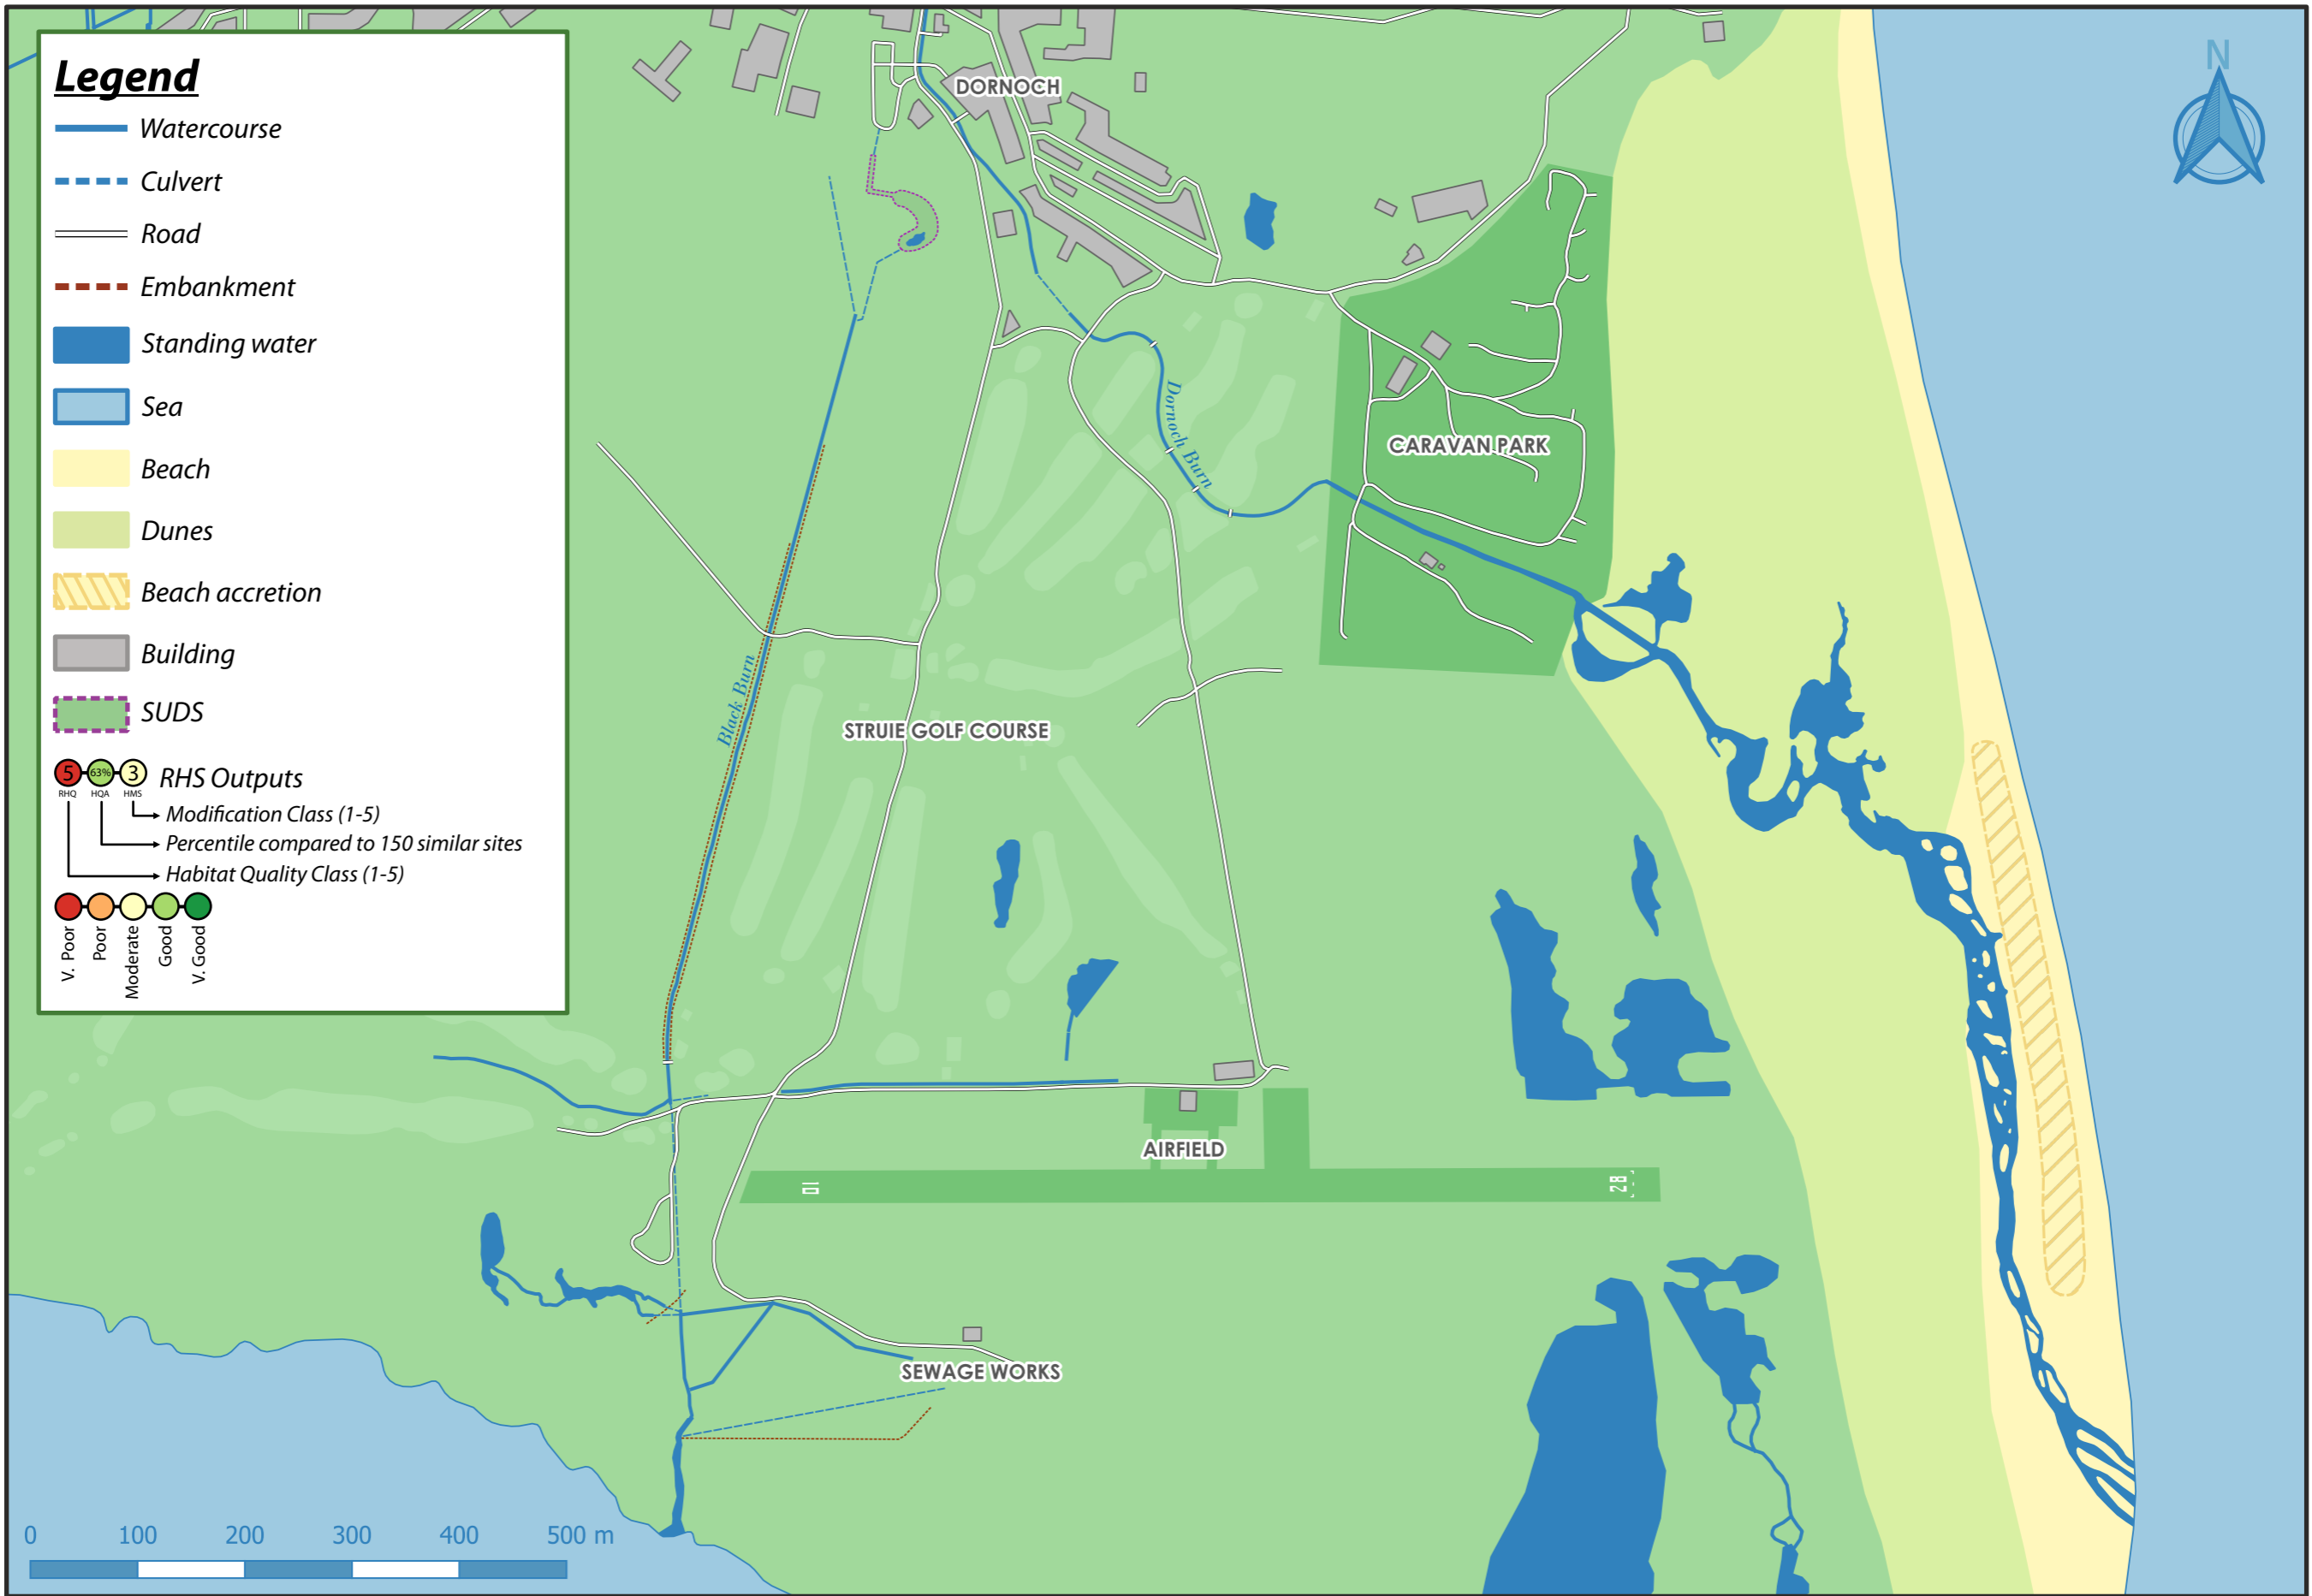 Legend
Watercourse
Culvert
Road
Embankment
Standing water
Sea
Beach
Dunes
Beach accretion
Building
SUDS
5 63% 3
RHQ HQA HMS
RHS Outputs
Modification Class (1-5)
Percentile compared to 150 similar sites
Habitat Quality Class (1-5)
V. Poor
Poor
Moderate
Good
V. Good
N
DORNOCH
Dornoch Burn
CARAVAN PARK
Black Burn
STRUIE GOLF COURSE
AIRFIELD
10
28
SEWAGE WORKS
0 100 200 300 400 500 m